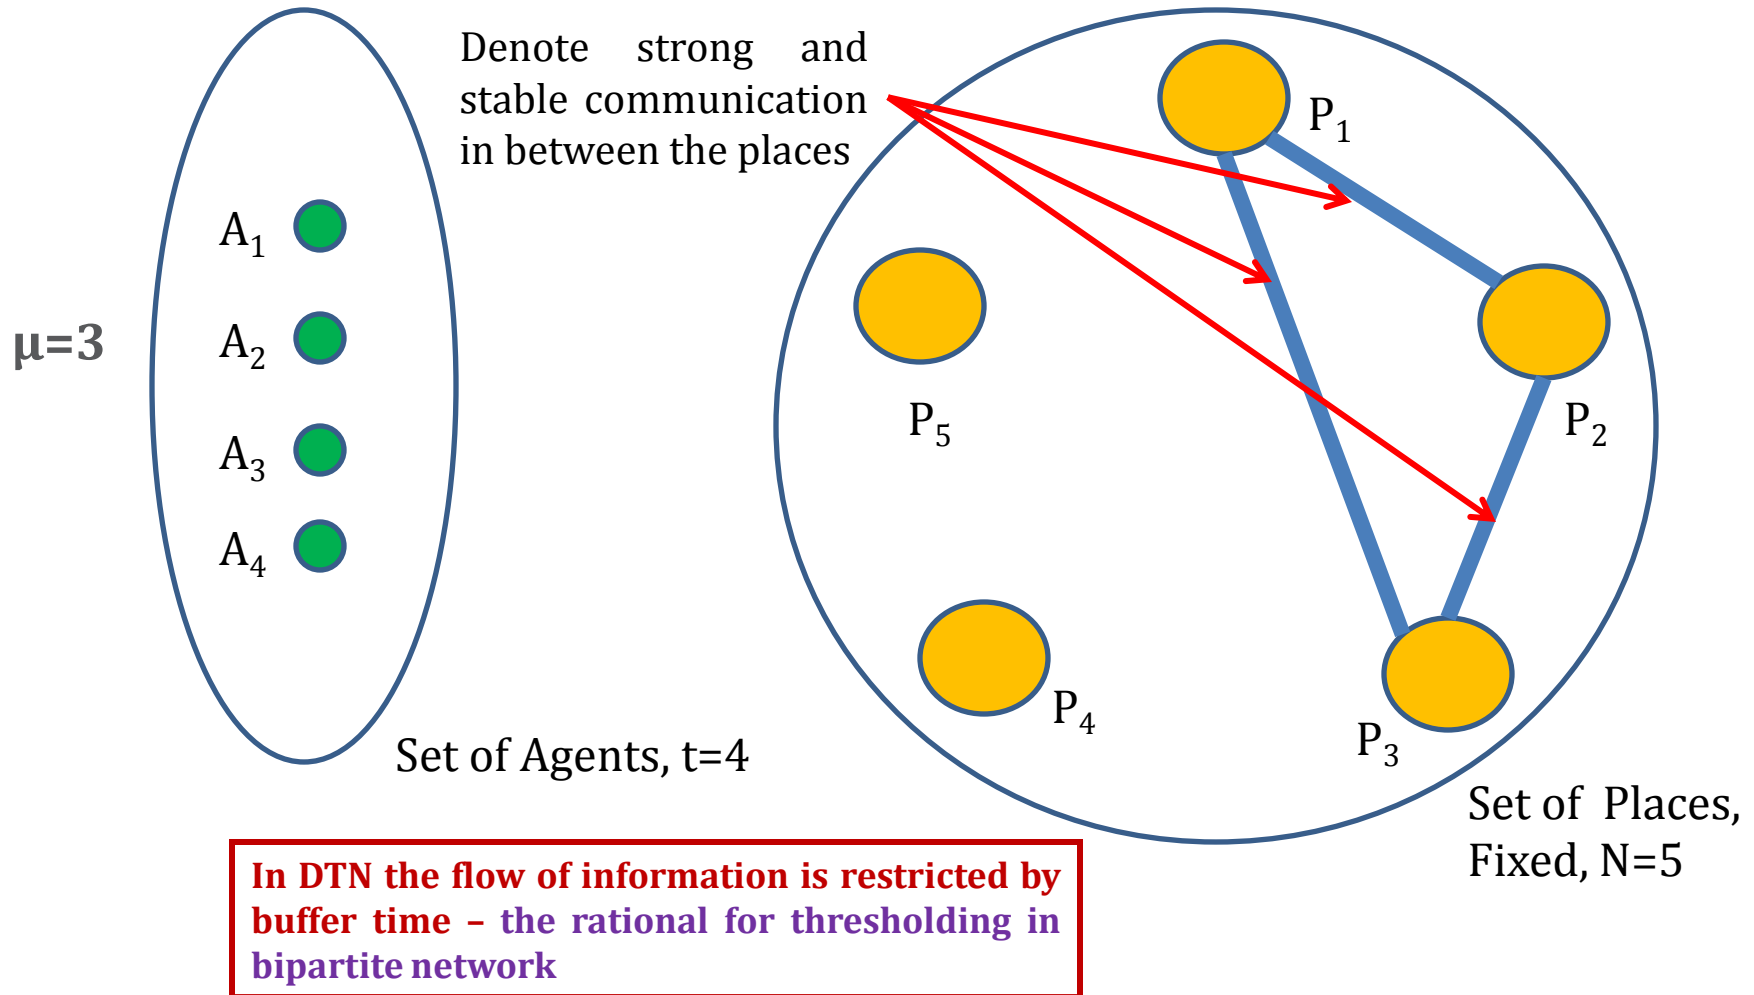 Denote strong and
stable communication
in between the places
P₁
A₁
μ=3
A₂
P₅
P₂
A₃
A₄
P₄
P₃
Set of Agents, t=4
Set of Places,
Fixed, N=5
In DTN the flow of information is restricted by
buffer time – the rational for thresholding in
bipartite network